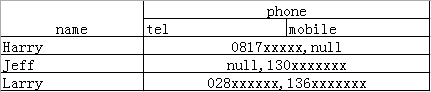 phone
name tel mobile
Harry 0817xxxxx,null
Jeff null,130xxxxxxx
Larry 028xxxxxx,136xxxxxxx